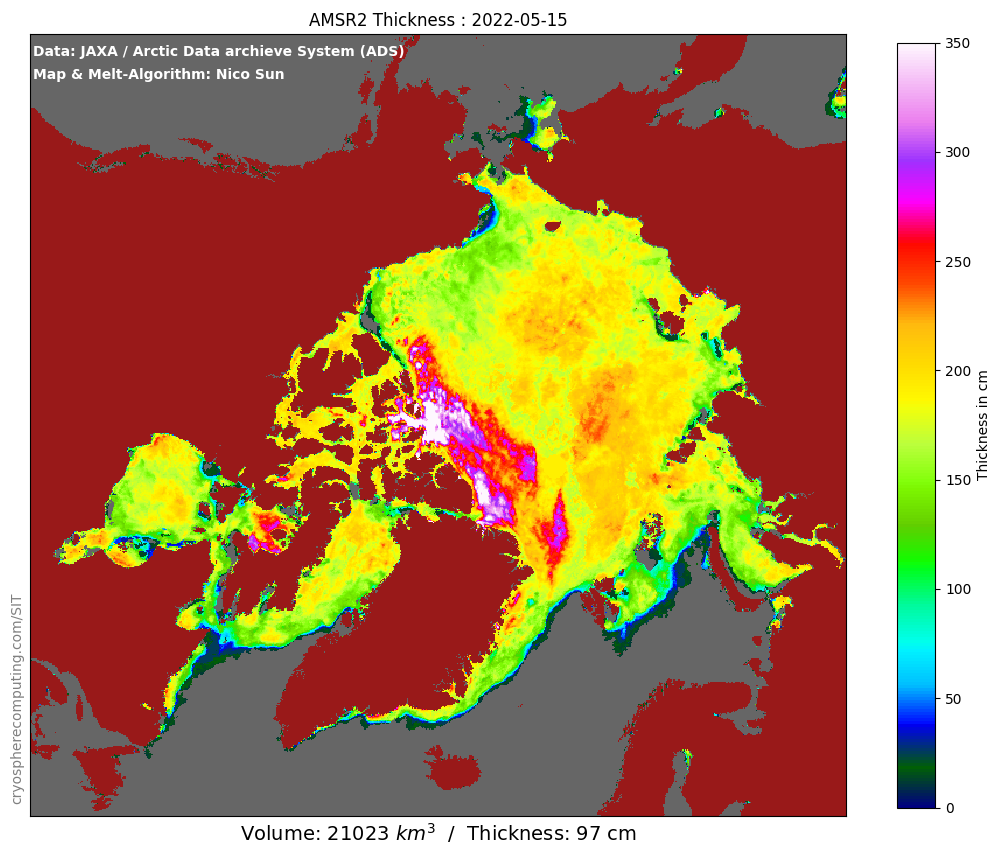 AMSR2 Thickness : 2022-05-15
Data: JAXA / Arctic Data archieve System (ADS)
Map & Melt-Algorithm: Nico Sun
350
300
250
200
150
100
50
0
Thickness in cm
cryospherecomputing.com/SIT
Volume: 21023 km³ / Thickness: 97 cm